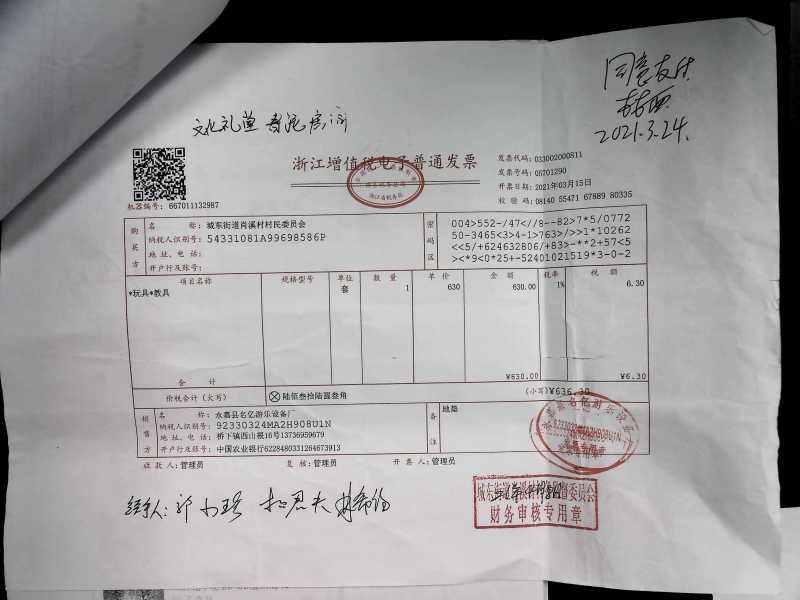 同意支付
2021.3.24.
文化礼堂
浙江增值税电子普通发票
发票代码: 033002000811
发票号码: 05701290
开票日期: 2021年03月15日
校 验 码: 08140 55471 67889 80335
机器编号: 667011132987
购买方
名 称: 城东街道肖溪村村民委员会
纳税人识别号: 54331081A99698586P
地址、电 话:
开户行及账号:
密码区
004>552-/47<//8--82>7*5/0772
50-3465<3>4-1>763>/>>1*10262
<<5/+624632806/+83>-**2+57<5
><*9<0*25+-52401021519*3-0-2
项目名称 规格型号 单位 数 量 单 价 金 额 税率 税 额
*玩具*教具 套 1 630 630.00 1% 6.30
合 计 ¥630.00 ¥6.30
价税合计 (大写) ⊗陆佰叁拾陆圆叁角 (小写)¥636.30
销售方
名 称: 永嘉县名亿游乐设备厂
纳税人识别号: 92330324MA2H908U1N
地 址、电 话: 桥下镇西山根16号13736959679
开户行及账号: 中国农业银行6228480331264673913
备注
地垫
收 款 人: 管理员 复 核: 管理员 开 票 人: 管理员
92330324MA2H908U1N
财务审核专用章
经手人: